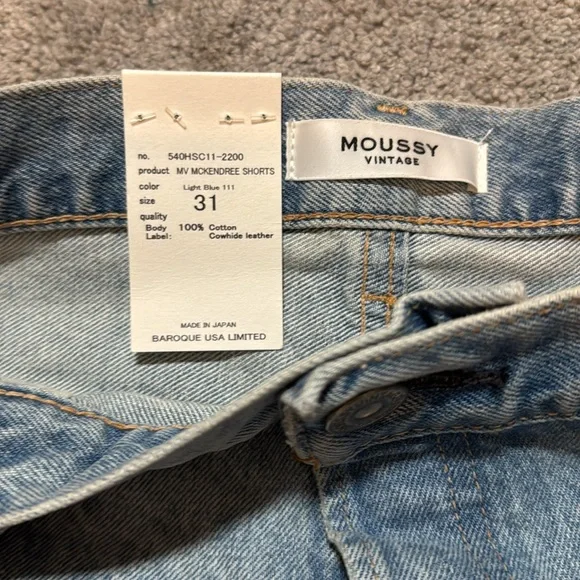 no. 540HSC11-2200
product MV MCKENDREE SHORTS
color Light Blue 111
size 31
quality
Body 100% Cotton
Label: Cowhide leather
MADE IN JAPAN
BAROQUE USA LIMITED
MOUSSY
VINTAGE